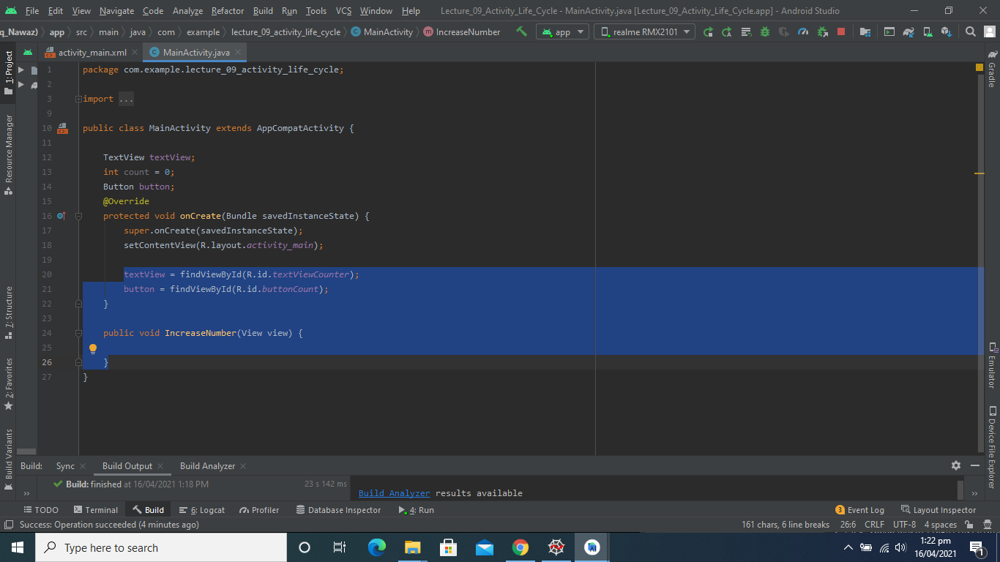 File Edit View Navigate Code Analyze Refactor Build Run Tools VCS Window Help Lecture_09_Activity_Life_Cycle - MainActivity.java [Lecture_09_Activity_Life_Cycle.app] - Android Studio
q_Nawaz) app src main java com example lecture_09_activity_life_cycle C MainActivity m IncreaseNumber app realme RMX2101
1: Project
Resource Manager
7: Structure
2: Favorites
Build Variants
activity_main.xml C MainActivity.java
1 package com.example.lecture_09_activity_life_cycle;
2
3 import ...
9
10 public class MainActivity extends AppCompatActivity {
11
12 TextView textView;
13 int count = 0;
14 Button button;
15 @Override
16 protected void onCreate(Bundle savedInstanceState) {
17 super.onCreate(savedInstanceState);
18 setContentView(R.layout.activity_main);
19
20 textView = findViewById(R.id.textViewCounter);
21 button = findViewById(R.id.buttonCount);
22 }
23
24 public void IncreaseNumber(View view) {
25
26 }
27 }
Gradle
Emulator
Device File Explorer
Build: Sync Build Output Build Analyzer
Build: finished at 16/04/2021 1:18 PM 23 s 142 ms
Build Analyzer results available
TODO Terminal Build 6: Logcat Profiler Database Inspector 4: Run 3 Event Log Layout Inspector
Success: Operation succeeded (4 minutes ago) 161 chars, 6 line breaks 26:6 CRLF UTF-8 4 spaces
Type here to search
1:22 pm
16/04/2021
1